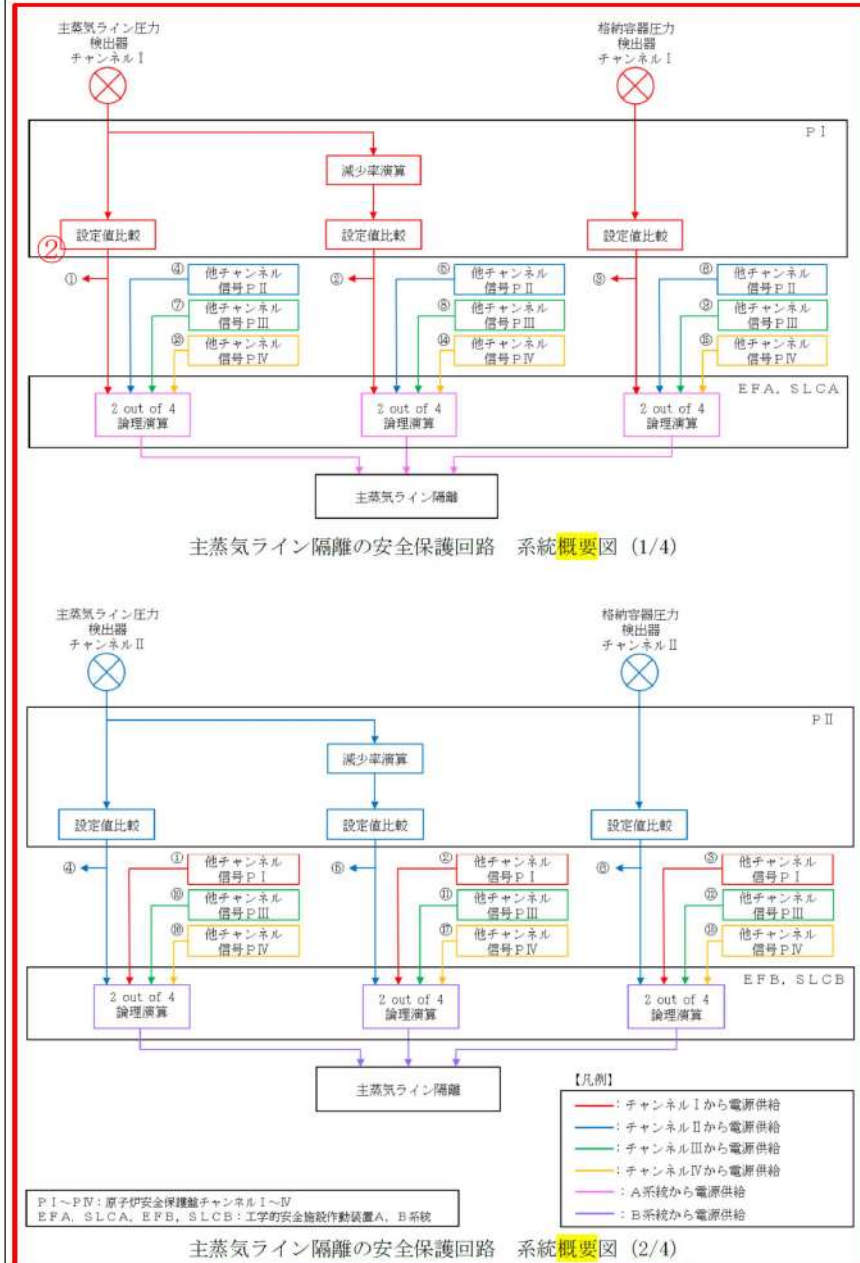 主蒸気ライン圧力
検出器
チャンネルⅠ
格納容器圧力
検出器
チャンネルⅠ
PⅠ
減少率演算
②
設定値比較
設定値比較
設定値比較
①
④
他チャンネル
信号PⅡ
⑦
他チャンネル
信号PⅢ
⑬
他チャンネル
信号PⅣ
②
⑤
他チャンネル
信号PⅡ
⑧
他チャンネル
信号PⅢ
⑭
他チャンネル
信号PⅣ
③
⑥
他チャンネル
信号PⅡ
⑨
他チャンネル
信号PⅢ
⑮
他チャンネル
信号PⅣ
EFA, SLCA
2 out of 4
論理演算
2 out of 4
論理演算
2 out of 4
論理演算
主蒸気ライン隔離
主蒸気ライン隔離の安全保護回路 系統概要図 (1/4)
主蒸気ライン圧力
検出器
チャンネルⅡ
格納容器圧力
検出器
チャンネルⅡ
PⅡ
減少率演算
設定値比較
設定値比較
設定値比較
④
①
他チャンネル
信号PⅠ
⑩
他チャンネル
信号PⅢ
⑯
他チャンネル
信号PⅣ
⑤
②
他チャンネル
信号PⅠ
⑪
他チャンネル
信号PⅢ
⑰
他チャンネル
信号PⅣ
⑥
③
他チャンネル
信号PⅠ
⑫
他チャンネル
信号PⅢ
⑱
他チャンネル
信号PⅣ
EFB, SLCB
2 out of 4
論理演算
2 out of 4
論理演算
2 out of 4
論理演算
主蒸気ライン隔離
【凡例】
:チャンネルⅠから電源供給
:チャンネルⅡから電源供給
:チャンネルⅢから電源供給
:チャンネルⅣから電源供給
:A系統から電源供給
:B系統から電源供給
PⅠ~PⅣ:原子炉安全保護盤チャンネルⅠ~Ⅳ
EFA, SLCA, EFB, SLCB:工学的安全施設作動装置A, B系統
主蒸気ライン隔離の安全保護回路 系統概要図 (2/4)